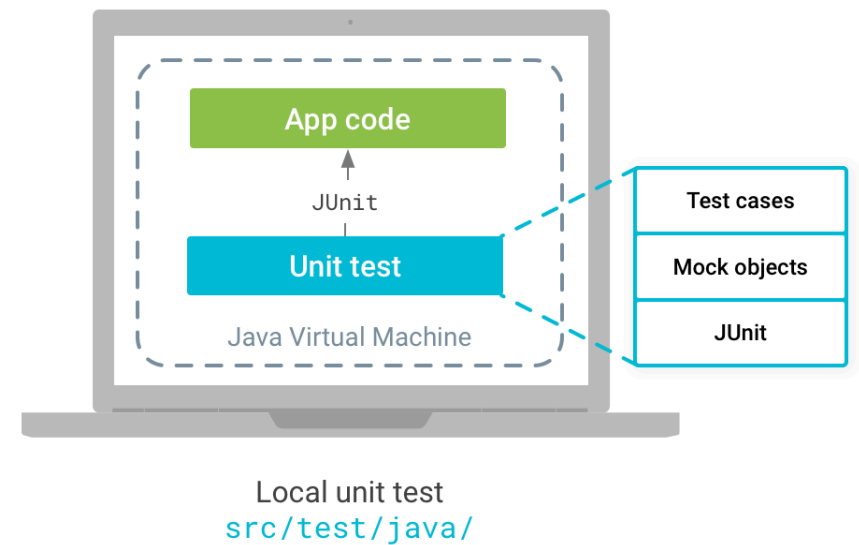 App code
JUnit
Unit test
Java Virtual Machine
Test cases
Mock objects
JUnit
Local unit test
src/test/java/